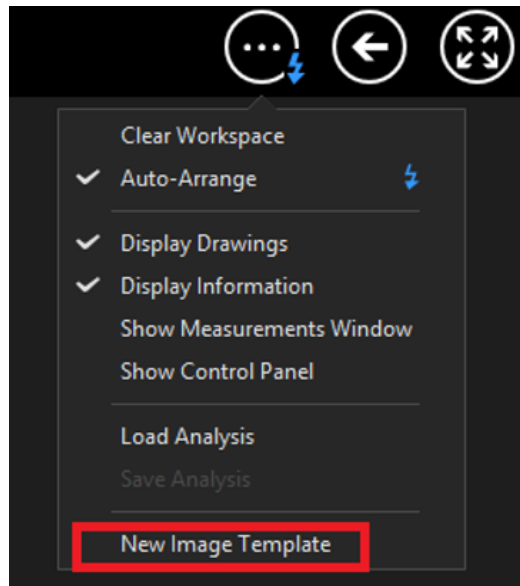 Clear Workspace
Auto-Arrange
Display Drawings
Display Information
Show Measurements Window
Show Control Panel
Load Analysis
Save Analysis
New Image Template